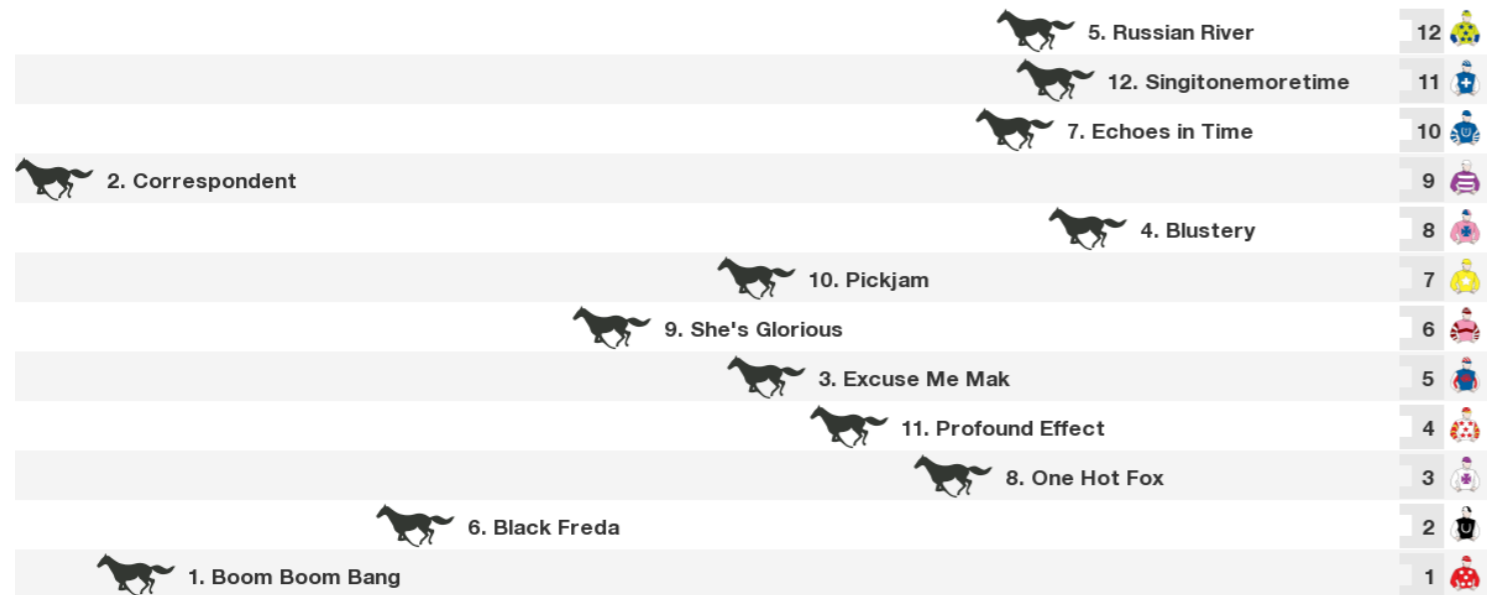 5. Russian River 12
12. Singitonemoretime 11
7. Echoes in Time 10
2. Correspondent 9
4. Blustery 8
10. Pickjam 7
9. She's Glorious 6
3. Excuse Me Mak 5
11. Profound Effect 4
8. One Hot Fox 3
6. Black Freda 2
1. Boom Boom Bang 1